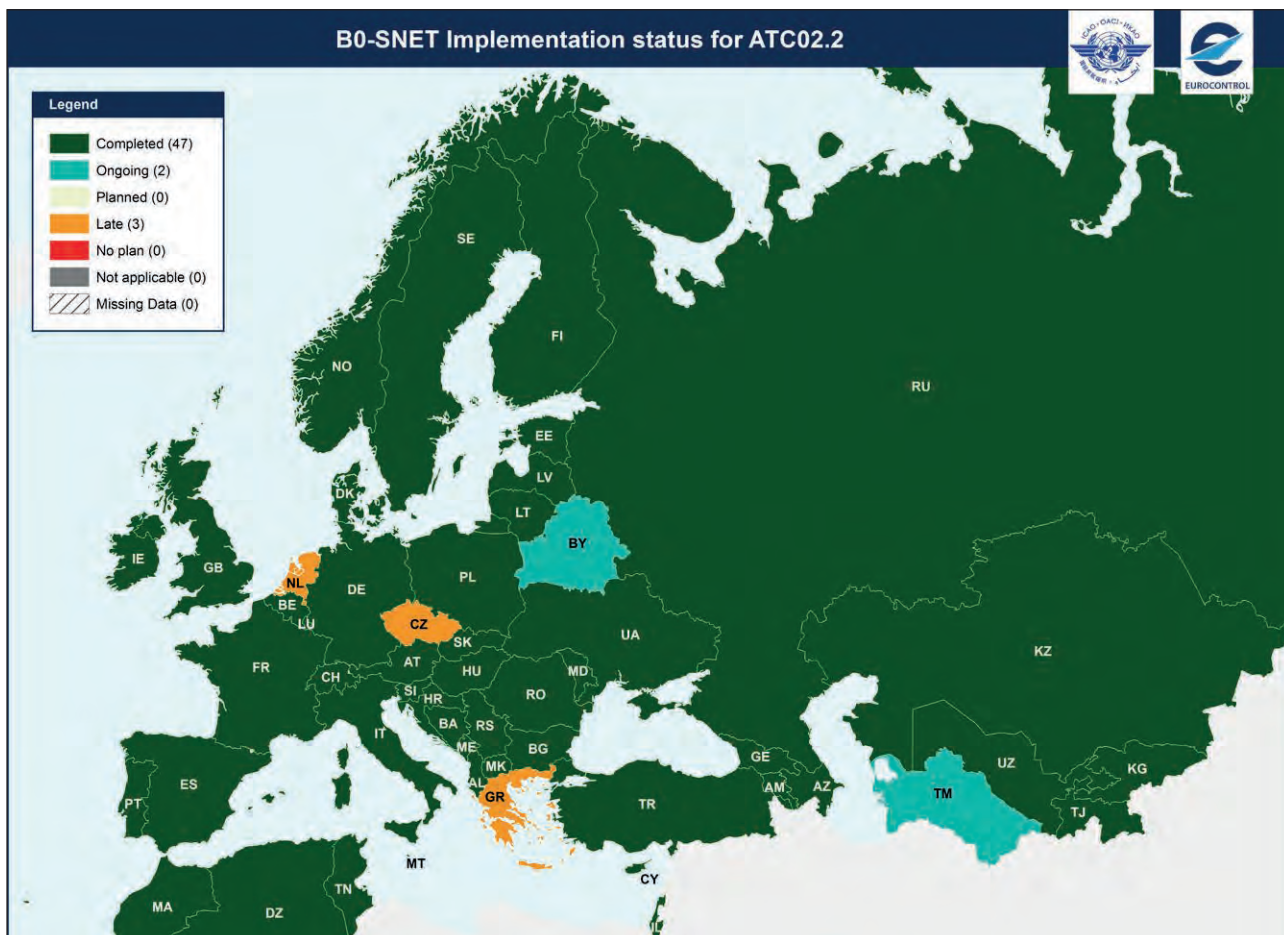 B0-SNET Implementation status for ATC02.2
ICAO · OACI · ИКАО
EUROCONTROL
Legend
Completed (47)
Ongoing (2)
Planned (0)
Late (3)
No plan (0)
Not applicable (0)
Missing Data (0)
SE
NO
FI
RU
EE
LV
DK
LT
BY
IE
GB
NL
DE
PL
BE
LU
CZ
SK
UA
FR
AT
HU
MD
KZ
CH
SI
HR
RO
BA
RS
IT
ME
BG
MK
GE
UZ
KG
AL
GR
AM
AZ
TM
TJ
ES
PT
TR
MT
CY
TN
MA
DZ
IL